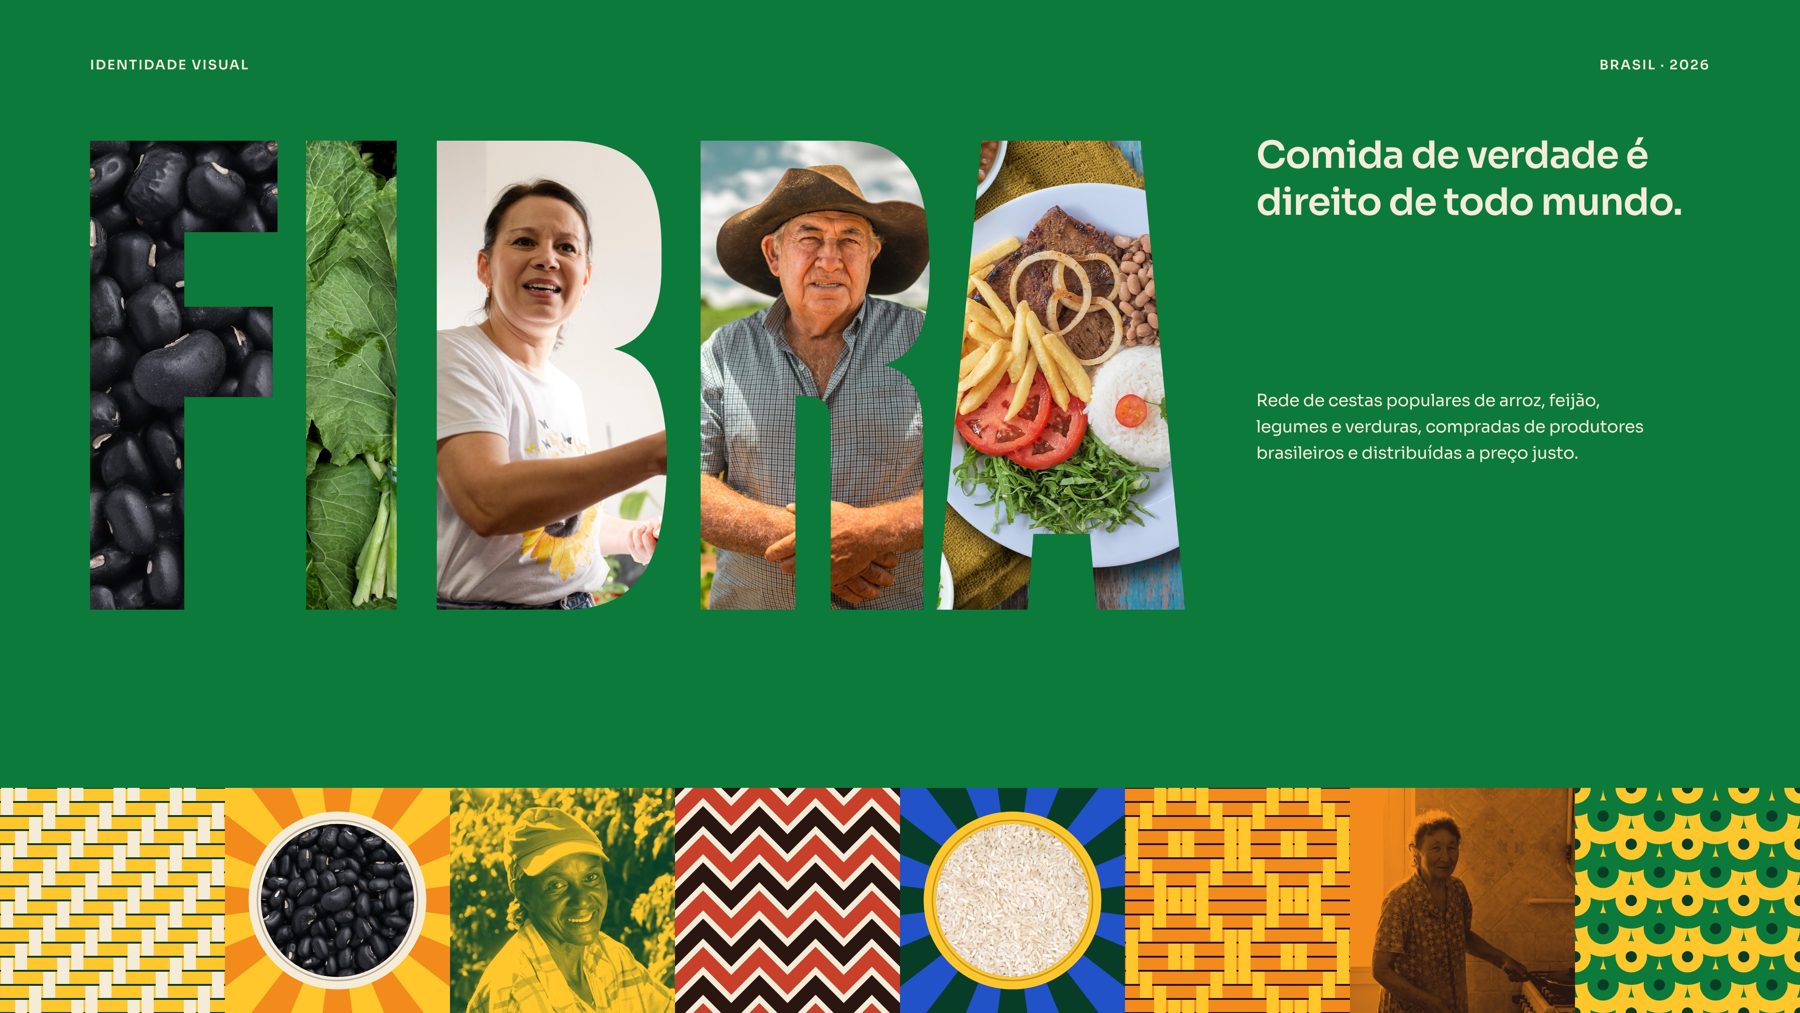 IDENTIDADE VISUAL
BRASIL · 2026
FIBRA
Comida de verdade é
direito de todo mundo.
Rede de cestas populares de arroz, feijão,
legumes e verduras, compradas de produtores
brasileiros e distribuídas a preço justo.